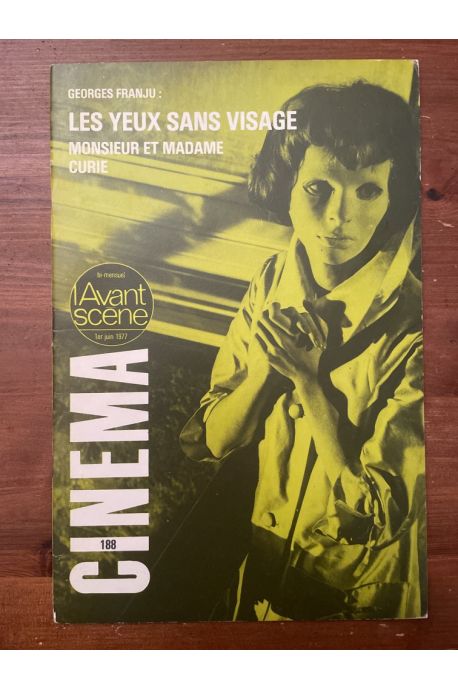 GEORGES FRANJU :
LES YEUX SANS VISAGE
MONSIEUR ET MADAME
CURIE
bi-mensuel
l'Avant
scène
1er juin 1977
CINEMA
188